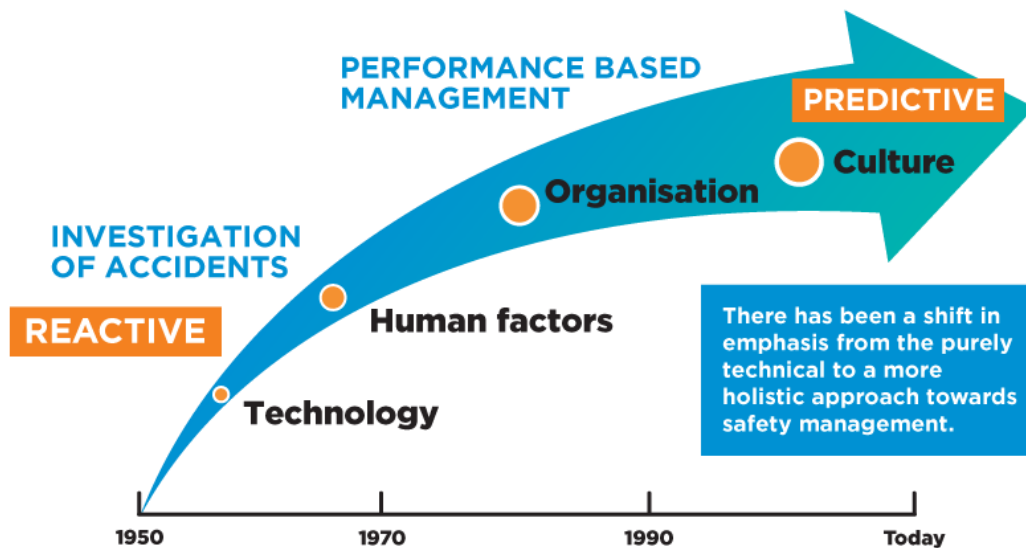 PERFORMANCE BASED
MANAGEMENT
PREDICTIVE
Culture
Organisation
INVESTIGATION
OF ACCIDENTS
REACTIVE
Human factors
Technology
There has been a shift in
emphasis from the purely
technical to a more
holistic approach towards
safety management.
1950
1970
1990
Today